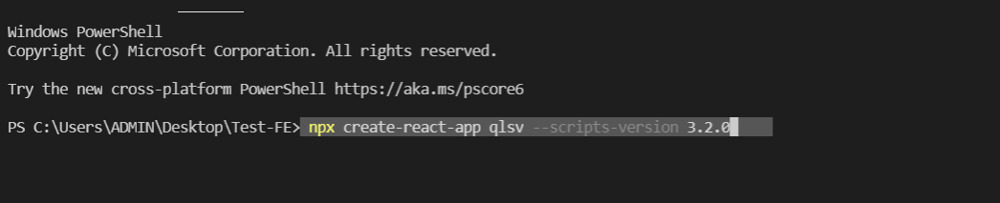 Windows PowerShell
Copyright (C) Microsoft Corporation. All rights reserved.
Try the new cross-platform PowerShell https://aka.ms/pscore6
PS C:\Users\ADMIN\Desktop\Test-FE> npx create-react-app qlsv --scripts-version 3.2.0